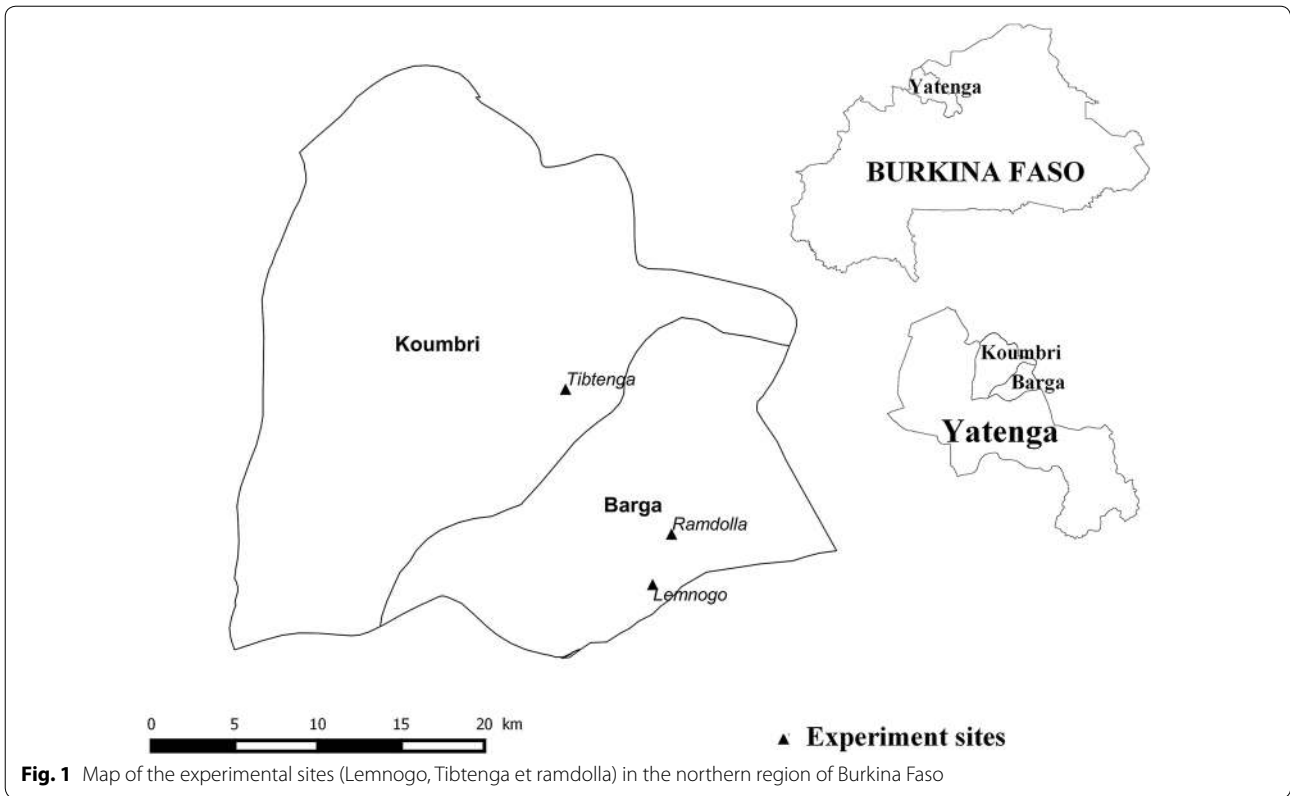 Yatenga
BURKINA FASO
Koumbri
Tibtenga
Koumbri
Barga
Yatenga
Barga
Ramdolla
Lemnogo
0 5 10 15 20 km
▲ Experiment sites
Fig. 1 Map of the experimental sites (Lemnogo, Tibtenga et ramdolla) in the northern region of Burkina Faso